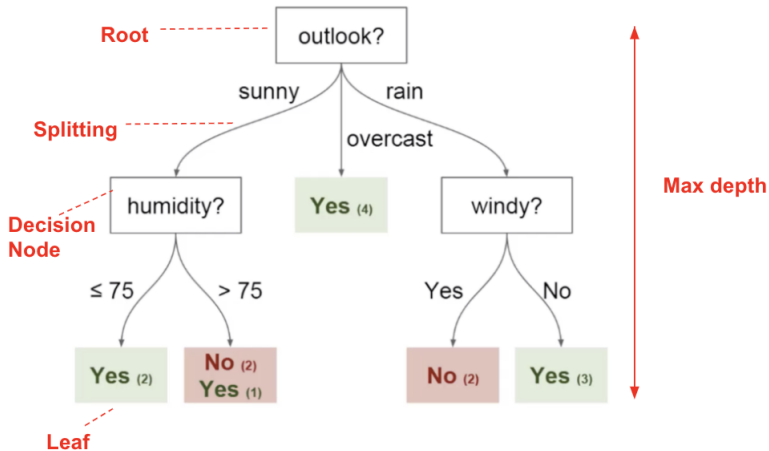 Root
outlook?
sunny
rain
Splitting
overcast
Max depth
Decision
Node
humidity?
Yes (4)
windy?
≤ 75
> 75
Yes
No
Yes (2)
No (2)
Yes (1)
No (2)
Yes (3)
Leaf